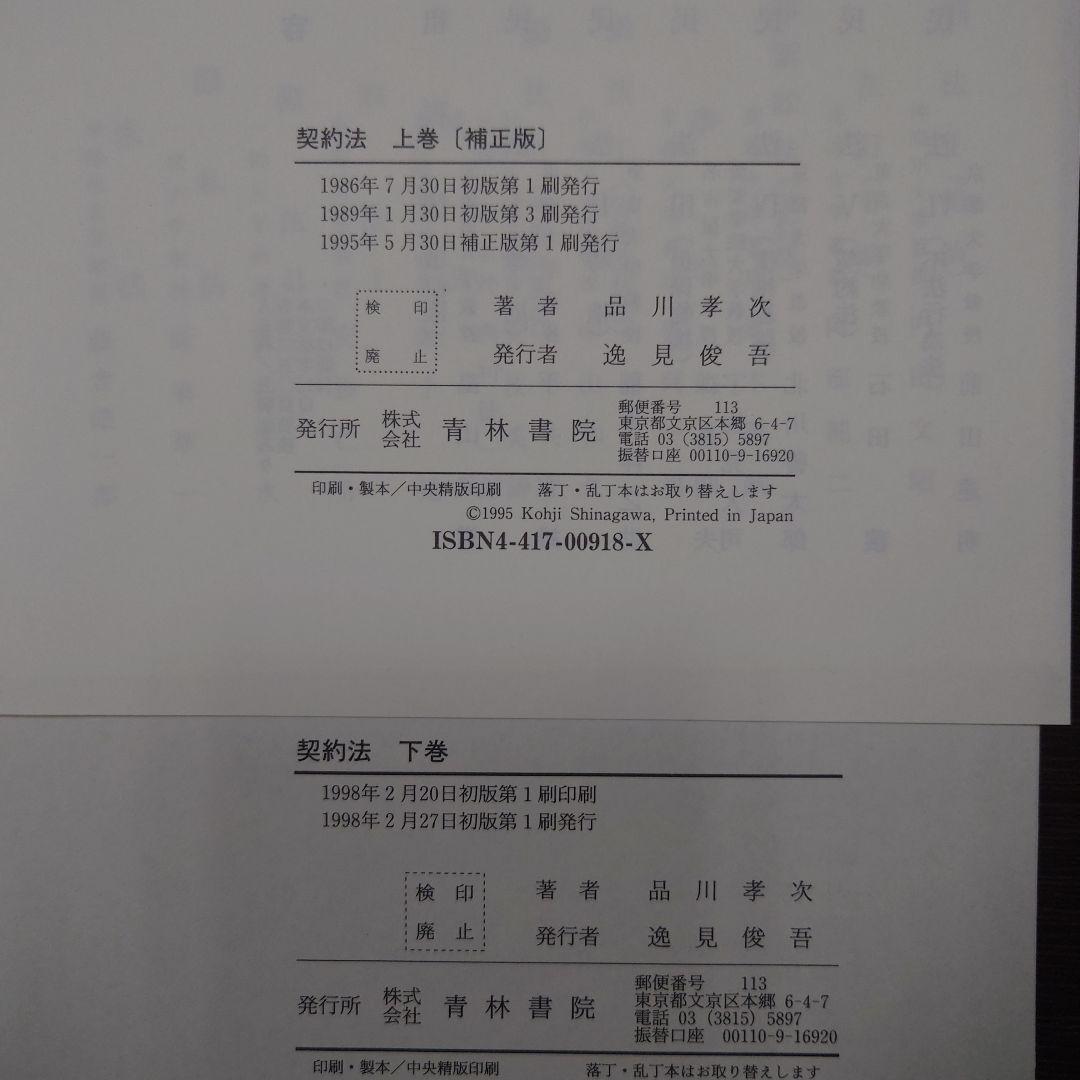 契約法　上巻〔補正版〕
1986年7月30日初版第1刷発行
1989年1月30日初版第3刷発行
1995年5月30日補正版第1刷発行
検印
廃止
著者　品川孝次
発行者　逸見俊吾
発行所　株式会社　青林書院
郵便番号　113
東京都文京区本郷 6-4-7
電話 03 (3815) 5897
振替口座 00110-9-16920
印刷・製本／中央精版印刷　落丁・乱丁本はお取り替えします
©1995 Kohji Shinagawa, Printed in Japan
ISBN4-417-00918-X
契約法　下巻
1998年2月20日初版第1刷印刷
1998年2月27日初版第1刷発行
検印
廃止
著者　品川孝次
発行者　逸見俊吾
発行所　株式会社　青林書院
郵便番号　113
東京都文京区本郷 6-4-7
電話 03 (3815) 5897
振替口座　00110-9-16920
印刷・製本／中央精版印刷　落丁・乱丁本はお取り替えします